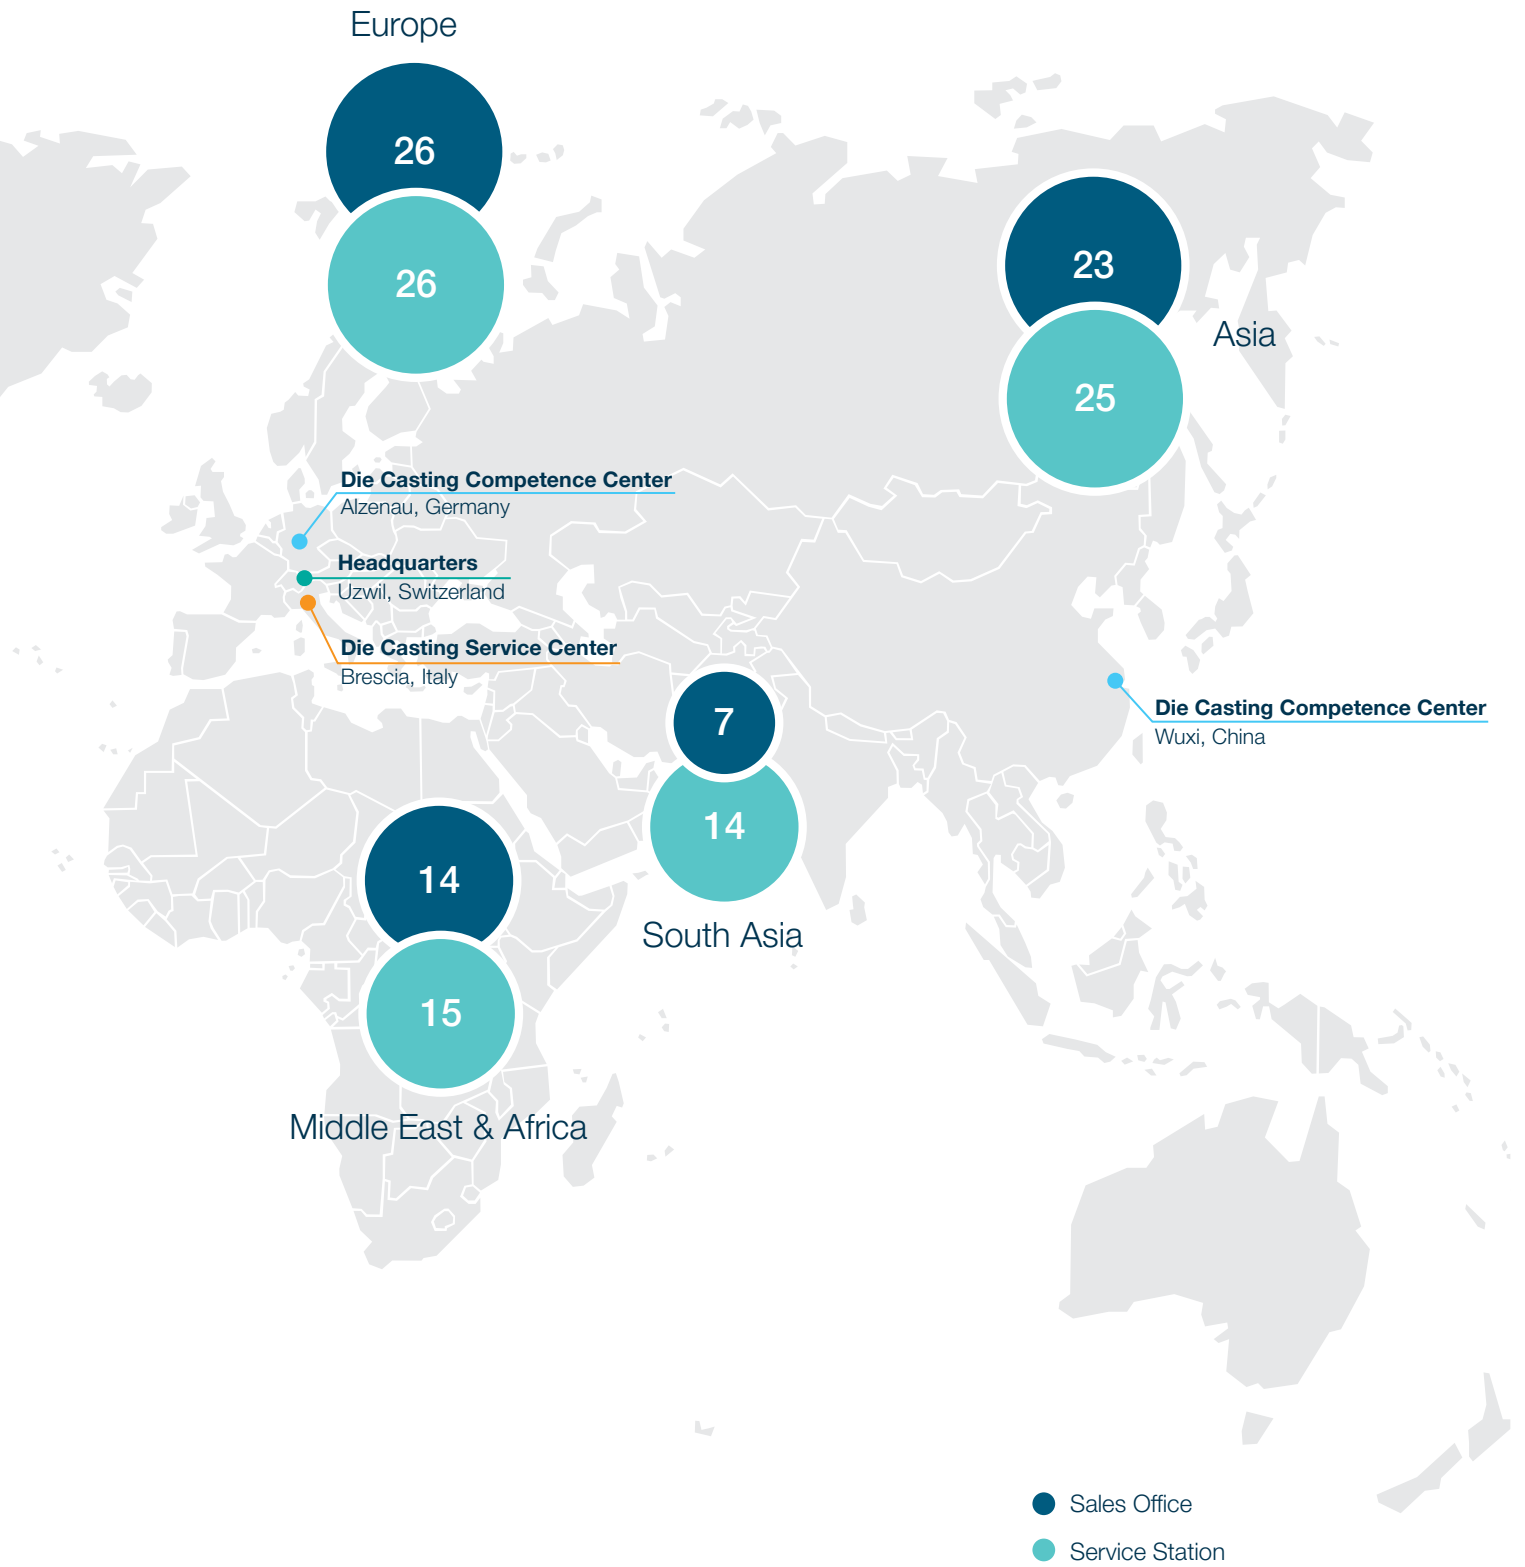 Europe
26
26
23
Asia
25
Die Casting Competence Center
Alzenau, Germany
Headquarters
Uzwil, Switzerland
Die Casting Service Center
Brescia, Italy
7
Die Casting Competence Center
Wuxi, China
14
14
South Asia
15
Middle East & Africa
Sales Office
Service Station